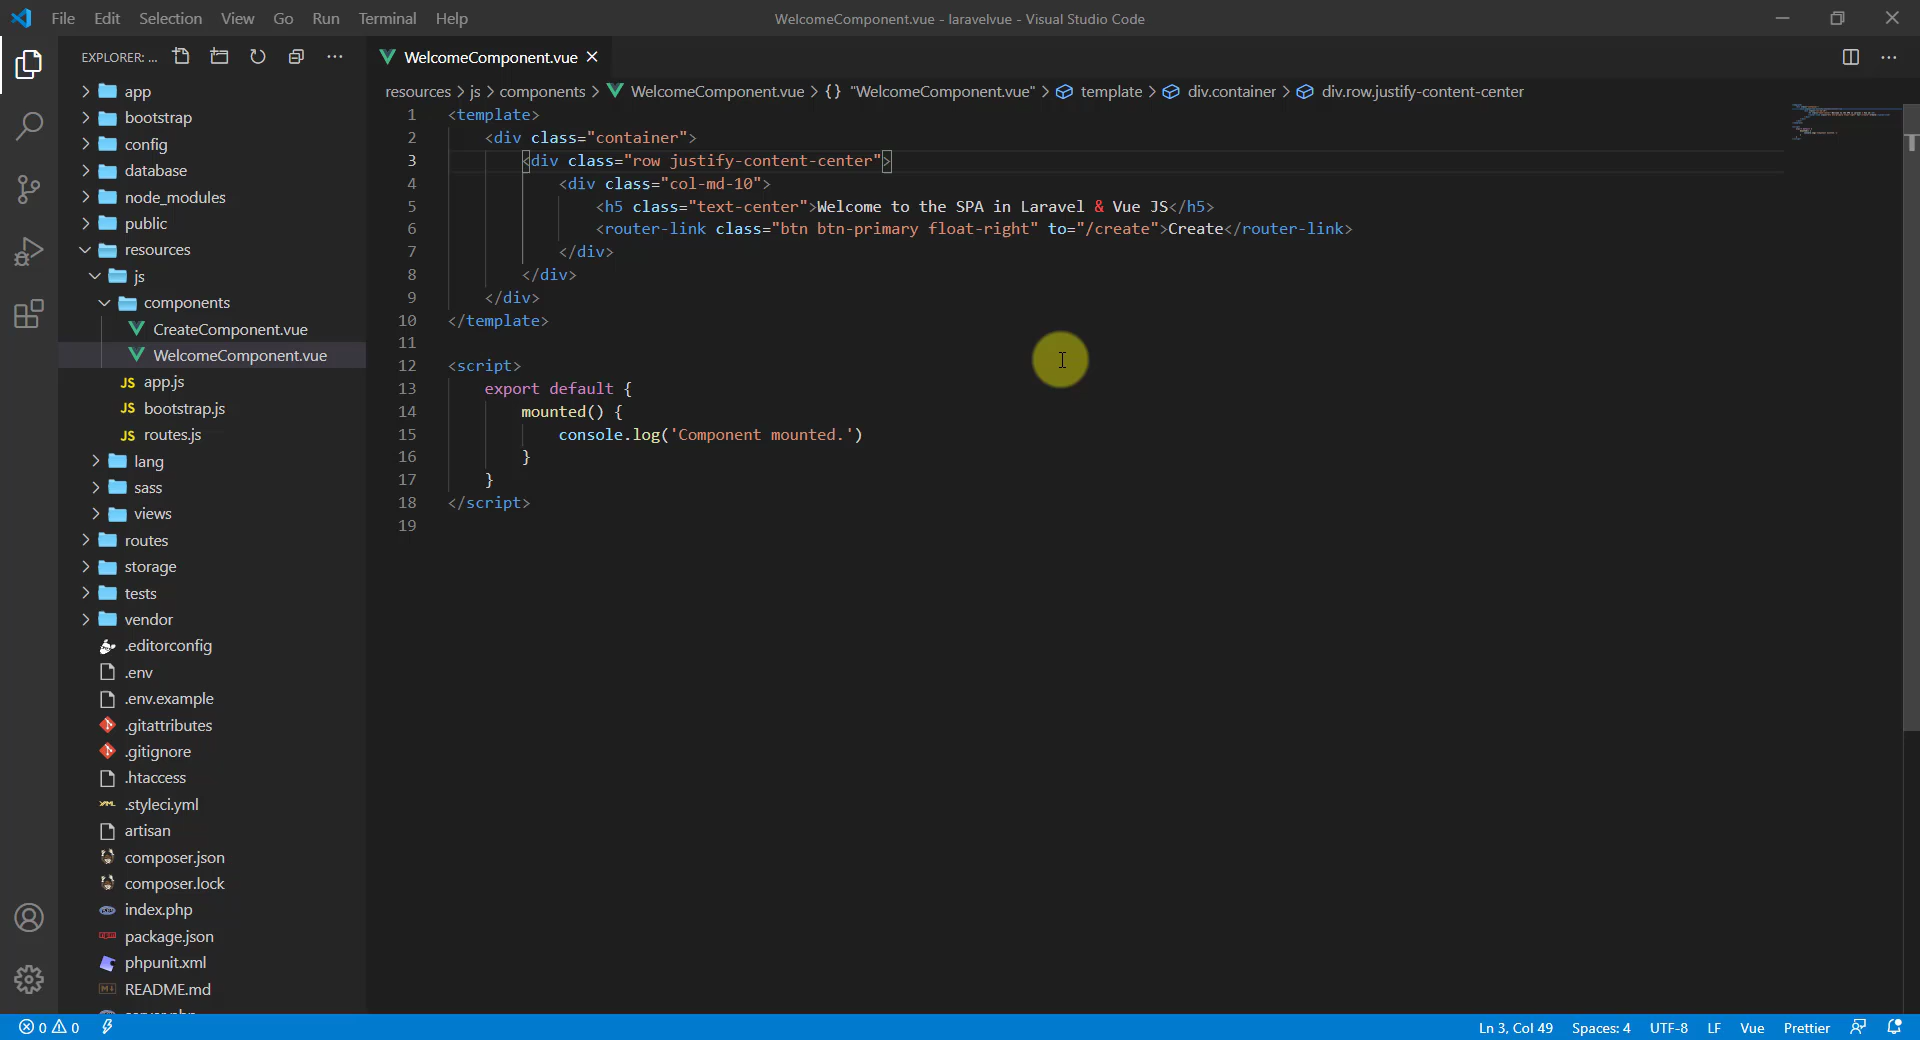 File Edit Selection View Go Run Terminal Help
WelcomeComponent.vue - laravelvue - Visual Studio Code
EXPLORER: ...
WelcomeComponent.vue
resources > js > components > WelcomeComponent.vue > {} "WelcomeComponent.vue" > template > div.container > div.row.justify-content-center
app
bootstrap
config
database
node_modules
public
resources
js
components
CreateComponent.vue
WelcomeComponent.vue
JS app.js
JS bootstrap.js
JS routes.js
lang
sass
views
routes
storage
tests
vendor
.editorconfig
.env
.env.example
.gitattributes
.gitignore
.htaccess
.styleci.yml
artisan
composer.json
composer.lock
index.php
package.json
phpunit.xml
README.md
1 <template>
2 <div class="container">
3 <div class="row justify-content-center">
4 <div class="col-md-10">
5 <h5 class="text-center">Welcome to the SPA in Laravel & Vue JS</h5>
6 <router-link class="btn btn-primary float-right" to="/create">Create</router-link>
7 </div>
8 </div>
9 </div>
10 </template>
11
12 <script>
13 export default {
14 mounted() {
15 console.log('Component mounted.')
16 }
17 }
18 </script>
19
0 0
Ln 3, Col 49 Spaces: 4 UTF-8 LF Vue Prettier